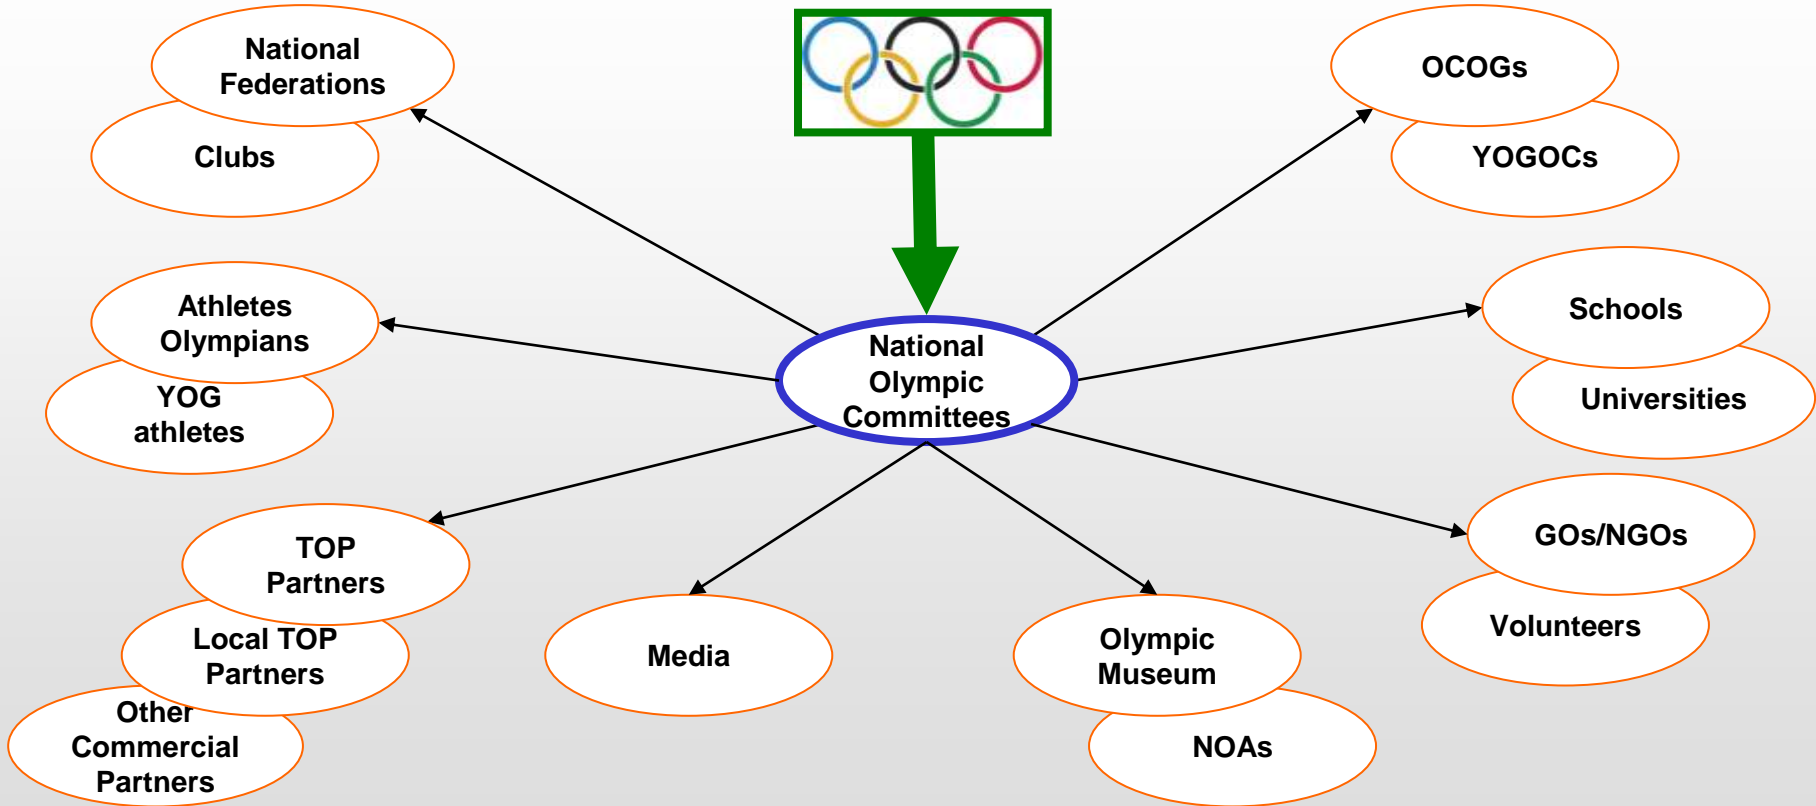 National
Federations
Clubs
OCOGs
YOGOCs
Athletes
Olympians
YOG
athletes
National
Olympic
Committees
Schools
Universities
TOP
Partners
Local TOP
Partners
Other
Commercial
Partners
Media
Olympic
Museum
NOAs
GOs/NGOs
Volunteers